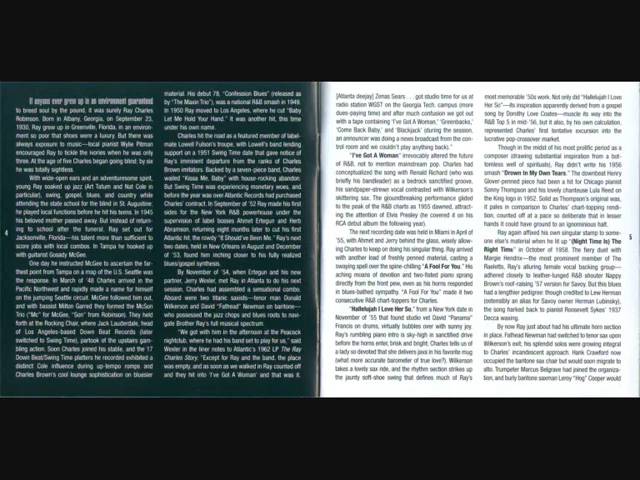 If anyone ever grew up in an environment guaranteed
to breed soul by the pound, it was surely Ray Charles
Robinson. Born in Albany, Georgia, on September 23,
1930, Ray grew up in Greenville, Florida, in an environ-
ment so poor that shoes were a luxury. But there was
always exposure to music—local pianist Wylie Pitman
encouraged Ray to tickle the ivories when he was only
three. At the age of five Charles began going blind; by six
he was totally sightless.
With wide-open ears and an adventuresome spirit,
young Ray soaked up jazz (Art Tatum and Nat Cole in
particular), swing, gospel, blues, and country while
attending the state school for the blind in St. Augustine;
he played local functions before he hit his teens. In 1945
his beloved mother passed away. But instead of return-
ing to school after the funeral, Ray set out for
Jacksonville, Florida—his talent more than sufficient to
score jobs with local combos. In Tampa he hooked up
with guitarist Gosady McGee.
One day he instructed McGee to ascertain the far-
thest point from Tampa on a map of the U.S. Seattle was
the response. In March of '48 Charles arrived in the
Pacific Northwest and rapidly made a name for himself
on the jumping Seattle circuit. McGee followed him out,
and with bassist Milton Garred they formed the McSon
Trio ("Mc" for McGee, "Son" from Robinson). They held
forth at the Rocking Chair, where Jack Lauderdale, head
of Los Angeles-based Down Beat Records (later
switched to Swing Time), partook of the upstairs gam-
bling action. Soon Charles joined his stable, and the 17
Down Beat/Swing Time platters he recorded exhibited a
distinct Cole influence during up-tempo romps and
Charles Brown's cool lounge sophistication on bluesier
4
material. His debut 78, "Confession Blues" (released as
by "The Maxin Trio"), was a national R&B smash in 1949.
In 1950 Ray moved to Los Angeles, where he cut "Baby
Let Me Hold Your Hand." It was another hit, this time
under his own name.
Charles hit the road as a featured member of label-
mate Lowell Fulson's troupe, with Lowell's band lending
support on a 1951 Swing Time date that gave notice of
Ray's imminent departure from the ranks of Charles
Brown imitators. Backed by a seven-piece band, Charles
wailed "Kissa Me, Baby" with house-rocking abandon.
But Swing Time was experiencing monetary woes, and
before the year was over Atlantic Records had purchased
Charles' contract. In September of '52 Ray made his first
sides for the New York R&B powerhouse under the
supervision of label bosses Ahmet Ertegun and Herb
Abramson, returning eight months later to cut his first
Atlantic hit, the rowdy "It Should've Been Me." Ray's next
two dates, held in New Orleans in August and December
of '53, found him inching closer to his fully realized
blues/gospel synthesis.
By November of '54, when Ertegun and his new
partner, Jerry Wexler, met Ray in Atlanta to do his next
session, Charles had assembled a sensational combo.
Aboard were two titanic saxists—tenor man Donald
Wilkerson and David "Fathead" Newman on baritone—
who possessed the jazz chops and blues roots to navi-
gate Brother Ray's full musical spectrum.
"We got with him in the afternoon at the Peacock
nightclub, where he had his band set to play for us," said
Wexler in the liner notes to Atlantic's 1962 LP The Ray
Charles Story. "Except for Ray and the band, the place
was empty, and as soon as we walked in Ray counted off
and they hit into 'I've Got A Woman' and that was it.
[Atlanta deejay] Zenas Sears . . . got studio time for us at
radio station WGST on the Georgia Tech. campus (more
dues-paying time) and after much confusion we got out
with a tape containing 'I've Got A Woman', 'Greenbacks,'
'Come Back Baby,' and 'Blackjack' (during the session,
an announcer was doing a news broadcast from the con-
trol room and we couldn't play anything back)."
"I've Got A Woman" irrevocably altered the future
of R&B, not to mention mainstream pop. Charles had
conceptualized the song with Renald Richard (who was
briefly his bandleader) as a bedrock sanctified groove,
his sandpaper-strewn vocal contrasted with Wilkerson's
skittering sax. The groundbreaking performance glided
to the peak of the R&B charts as 1955 dawned, attract-
ing the attention of Elvis Presley (he covered it on his
RCA debut album the following year).
The next recording date was held in Miami in April of
'55, with Ahmet and Jerry behind the glass, wisely allow-
ing Charles to keep on doing his singular thing. Ray arrived
with another load of freshly penned material, casting a
swaying spell over the spine-chilling "A Fool For You." His
aching moans of devotion and two-fisted piano sprang
directly from the front pew, even as his horns responded
in blues-bathed sympathy. "A Fool For You" made it two
consecutive R&B chart-toppers for Charles.
"Hallelujah I Love Her So," from a New York date in
November of '55 that found studio vet David "Panama"
Francis on drums, virtually bubbles over with sunny joy.
Ray's rumbling piano intro is sky-high in sanctified drive
before the horns enter, brisk and bright; Charles tells us of
a lady so devoted that she delivers java in his favorite mug
(what more accurate barometer of true love?). Wilkerson
takes a lovely sax ride, and the rhythm section strikes up
the jaunty soft-shoe swing that defines much of Ray's
most memorable '50s work. Not only did "Hallelujah I Love
Her So"—its inspiration apparently derived from a gospel
song by Dorothy Love Coates—muscle its way into the
R&B Top 5 in mid-'56, but it also, by his own calculation,
represented Charles' first tentative excursion into the
lucrative pop-crossover market.
Though in the midst of his most prolific period as a
composer (drawing substantial inspiration from a bot-
tomless well of spirituals), Ray didn't write his 1956
smash "Drown In My Own Tears." The downbeat Henry
Glover-penned piece had been a hit for Chicago pianist
Sonny Thompson and his lovely chanteuse Lula Reed on
the King logo in 1952. Solid as Thompson's original was,
it pales in comparison to Charles' chart-topping rendi-
tion, counted off at a pace so deliberate that in lesser
hands it could have ground to an ignominious halt.
Ray again affixed his own singular stamp to some-
one else's material when he lit up "(Night Time Is) The
Right Time" in October of 1958. The fiery duet with
Margie Hendrix—the most prominent member of The
Raeletts, Ray's alluring female vocal backing group—
adhered closely to leather-lunged R&B shouter Nappy
Brown's roof-raising '57 version for Savoy. But this blues
had a lengthier pedigree: though credited to Lew Herman
(ostensibly an alias for Savoy owner Herman Lubinsky),
the song harked back to pianist Roosevelt Sykes' 1937
Decca waxing.
By now Ray just about had his ultimate horn section
in place. Fathead Newman had switched to tenor sax upon
Wilkerson's exit; his splendid solos were growing integral
to Charles' incandescent approach. Hank Crawford now
occupied the baritone sax chair but would soon migrate
to alto. Trumpeter Marcus Belgrave had joined the organiza-
tion, and burly baritone saxman Leroy "Hog" Cooper would
5